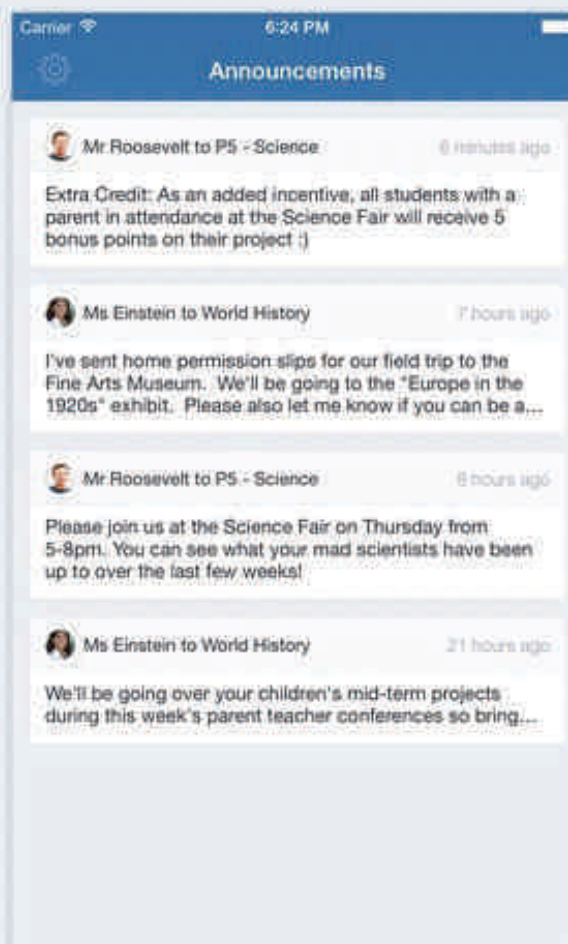 Carrier
6:24 PM
Announcements
Mr Roosevelt to P5 - Science
6 minutes ago
Extra Credit: As an added incentive, all students with a
parent in attendance at the Science Fair will receive 5
bonus points on their project :)
Ms Einstein to World History
7 hours ago
I've sent home permission slips for our field trip to the
Fine Arts Museum. We'll be going to the "Europe in the
1920s" exhibit. Please also let me know if you can be a...
Mr Roosevelt to P5 - Science
hours ago
Please join us at the Science Fair on Thursday from
5-8pm. You can see what your mad scientists have been
up to over the last few weeks!
Ms Einstein to World History
21 hours ago
We'll be going over your children's mid-term projects
during this week's parent teacher conferences so bring...